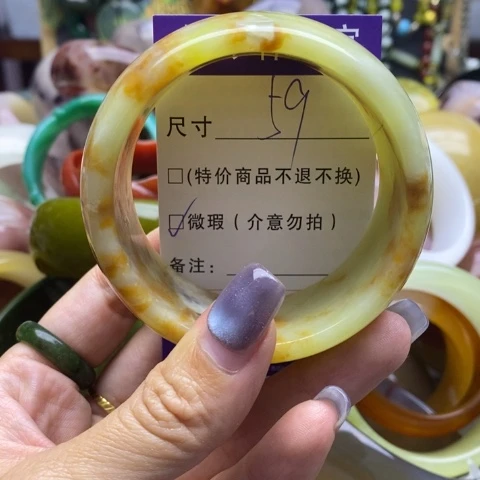 尺寸 59
□(特价商品不退不换)
☑微瑕(介意勿拍)
备注: